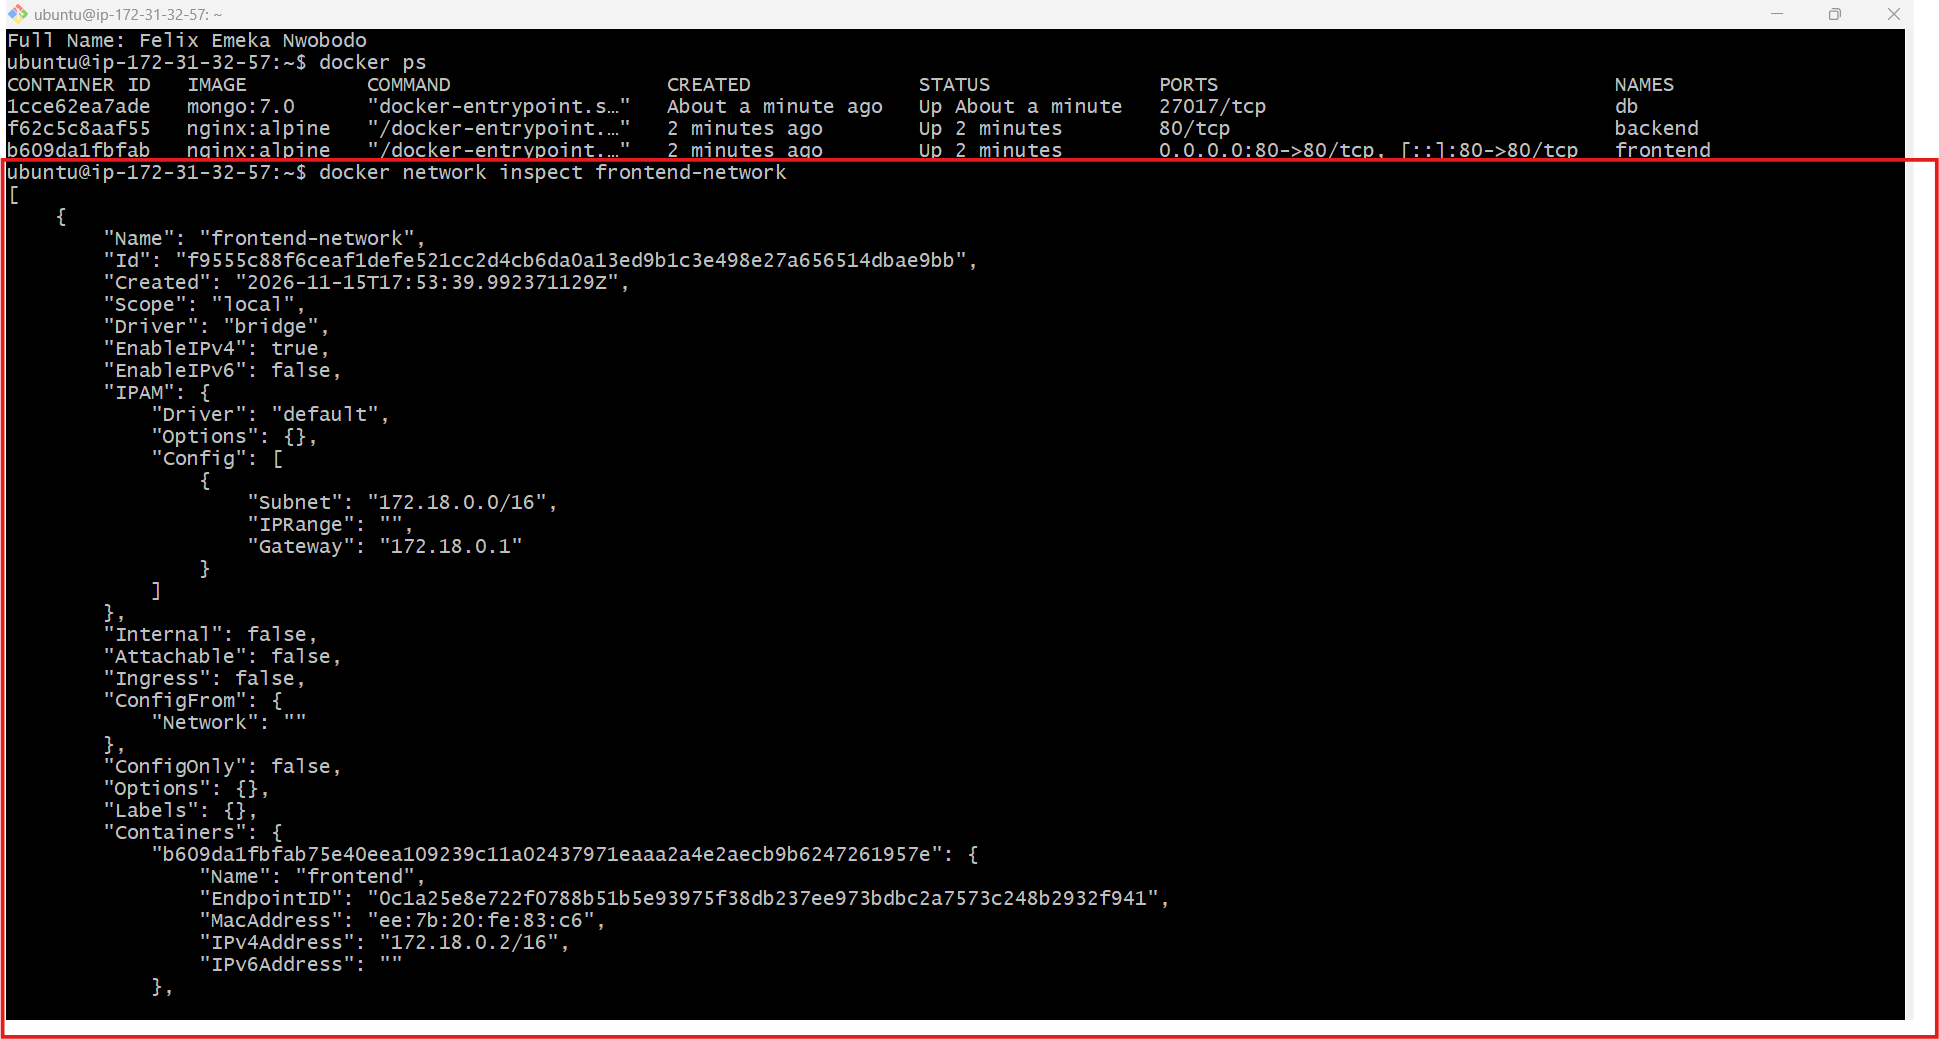 ubuntu@ip-172-31-32-57: ~
Full Name: Felix Emeka Nwobodo
ubuntu@ip-172-31-32-57:~$ docker ps
CONTAINER ID   IMAGE          COMMAND                  CREATED              STATUS              PORTS                                 NAMES
1cce62ea7ade   mongo:7.0      "docker-entrypoint.s…"   About a minute ago   Up About a minute   27017/tcp                             db
f62c5c8aaf55   nginx:alpine   "/docker-entrypoint.…"   2 minutes ago        Up 2 minutes        80/tcp                                backend
b609da1fbfab   nginx:alpine   "/docker-entrypoint.…"   2 minutes ago        Up 2 minutes        0.0.0.0:80->80/tcp, [::]:80->80/tcp   frontend
ubuntu@ip-172-31-32-57:~$ docker network inspect frontend-network
[
    {
        "Name": "frontend-network",
        "Id": "f9555c88f6ceaf1defe521cc2d4cb6da0a13ed9b1c3e498e27a656514dbae9bb",
        "Created": "2026-11-15T17:53:39.992371129Z",
        "Scope": "local",
        "Driver": "bridge",
        "EnableIPv4": true,
        "EnableIPv6": false,
        "IPAM": {
            "Driver": "default",
            "Options": {},
            "Config": [
                {
                    "Subnet": "172.18.0.0/16",
                    "IPRange": "",
                    "Gateway": "172.18.0.1"
                }
            ]
        },
        "Internal": false,
        "Attachable": false,
        "Ingress": false,
        "ConfigFrom": {
            "Network": ""
        },
        "ConfigOnly": false,
        "Options": {},
        "Labels": {},
        "Containers": {
            "b609da1fbfab75e40eea109239c11a02437971eaaa2a4e2aecb9b6247261957e": {
                "Name": "frontend",
                "EndpointID": "0c1a25e8e722f0788b51b5e93975f38db237ee973bdbc2a7573c248b2932f941",
                "MacAddress": "ee:7b:20:fe:83:c6",
                "IPv4Address": "172.18.0.2/16",
                "IPv6Address": ""
            },